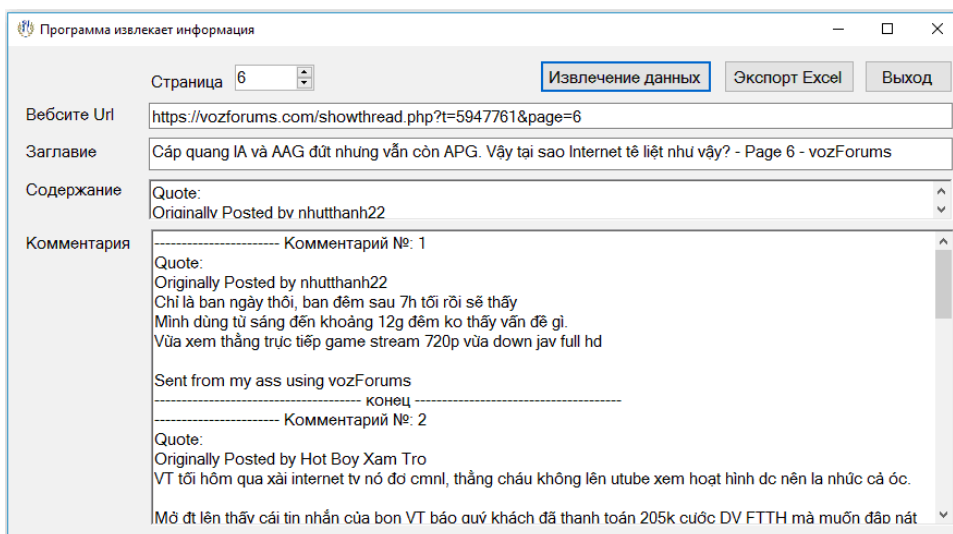 Программа извлекает информация
Страница 6 Извлечение данных Экспорт Excel Выход
Вебсите Url https://vozforums.com/showthread.php?t=5947761&page=6
Заглавие Cáp quang IA và AAG đứt nhưng vẫn còn APG. Vậy tại sao Internet tê liệt như vậy? - Page 6 - vozForums
Содержание Quote:
Originally Posted by nhutthanh22
Комментария ----------------------- Комментарий №: 1
Quote:
Originally Posted by nhutthanh22
Chỉ là ban ngày thôi, ban đêm sau 7h tối rồi sẽ thấy
Mình dùng từ sáng đến khoảng 12g đêm ko thấy vấn đề gì.
Vừa xem thằng trực tiếp game stream 720p vừa down jav full hd
Sent from my ass using vozForums
-------------------------------------- конец --------------------------------------
----------------------- Комментарий №: 2
Quote:
Originally Posted by Hot Boy Xam Tro
VT tối hôm qua xài internet tv nó đơ cmnl, thằng cháu không lên utube xem hoạt hình dc nên la nhức cả óc.
Mở đt lên thấy cái tin nhắn của bọn VT báo quý khách đã thanh toán 205k cước DV FTTH mà muốn đập nát